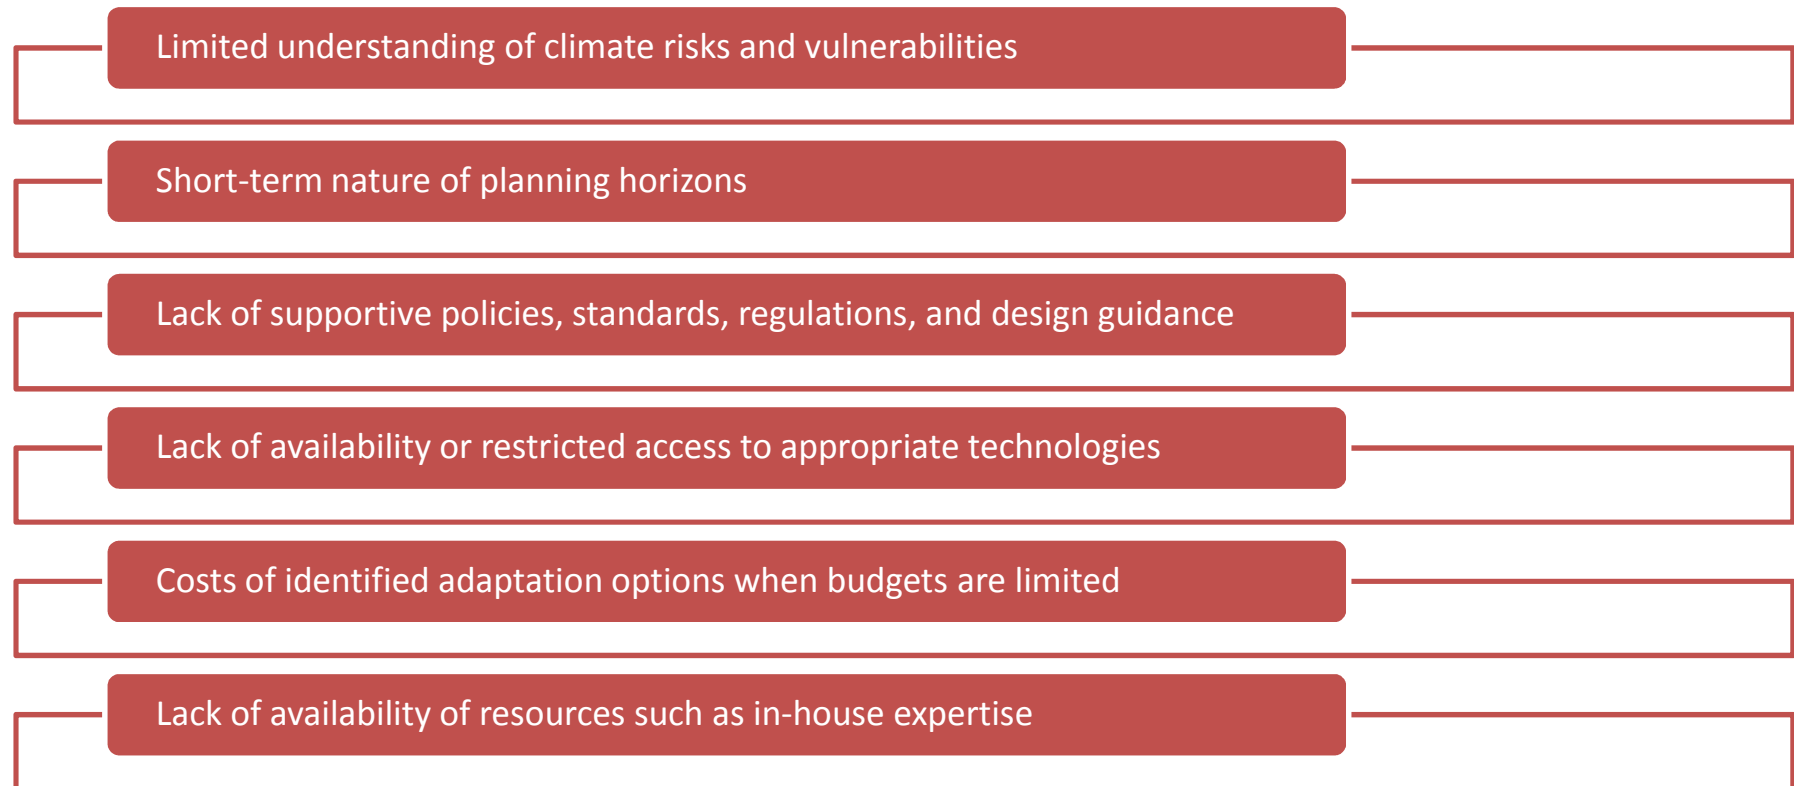 Limited understanding of climate risks and vulnerabilities
Short-term nature of planning horizons
Lack of supportive policies, standards, regulations, and design guidance
Lack of availability or restricted access to appropriate technologies
Costs of identified adaptation options when budgets are limited
Lack of availability of resources such as in-house expertise